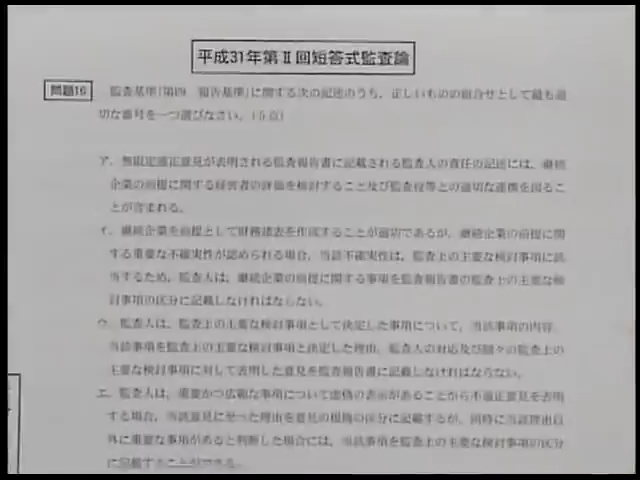 平成31年第Ⅱ回短答式監査論
問題16 監査基準「第四 報告基準」に関する次の記述のうち、正しいものの組合せとして最も適
切な番号を一つ選びなさい。(5点)
ア．無限定適正意見が表明される監査報告書に記載される監査人の責任の記述には、継続
企業の前提に関する経営者の評価を検討すること及び監査役等との適切な連携を図るこ
とが含まれる。
イ．継続企業を前提として財務諸表を作成することが適切であるが、継続企業の前提に関
する重要な不確実性が認められる場合、当該不確実性は、監査上の主要な検討事項に該
当するため、監査人は、継続企業の前提に関する事項を監査報告書の監査上の主要な検
討事項の区分に記載しなければならない。
ウ．監査人は、監査上の主要な検討事項として決定した事項について、当該事項の内容、
当該事項を監査上の主要な検討事項と決定した理由、監査人の対応及び個々の監査上の
主要な検討事項に対して表明した意見を監査報告書に記載しなければならない。
エ．監査人は、重要かつ広範な事項について虚偽の表示があることから不適正意見を表明
する場合、当該意見に至った理由を意見の根拠の区分に記載するが、同時に当該理由以
外に重要な事項があると判断した場合には、当該事項を監査上の主要な検討事項の区分
に記載することができる。